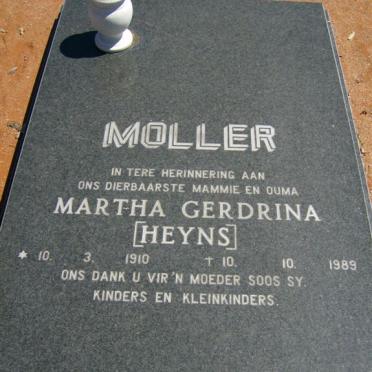 MOLLER
IN TERE HERINNERING AAN
ONS DIERBAARSTE MAMMIE EN OUMA
MARTHA GERDRINA
[HEYNS]
* 10. 3. 1910 † 10. 10. 1989
ONS DANK U VIR'N MOEDER SOOS SY.
KINDERS EN KLEINKINDERS.